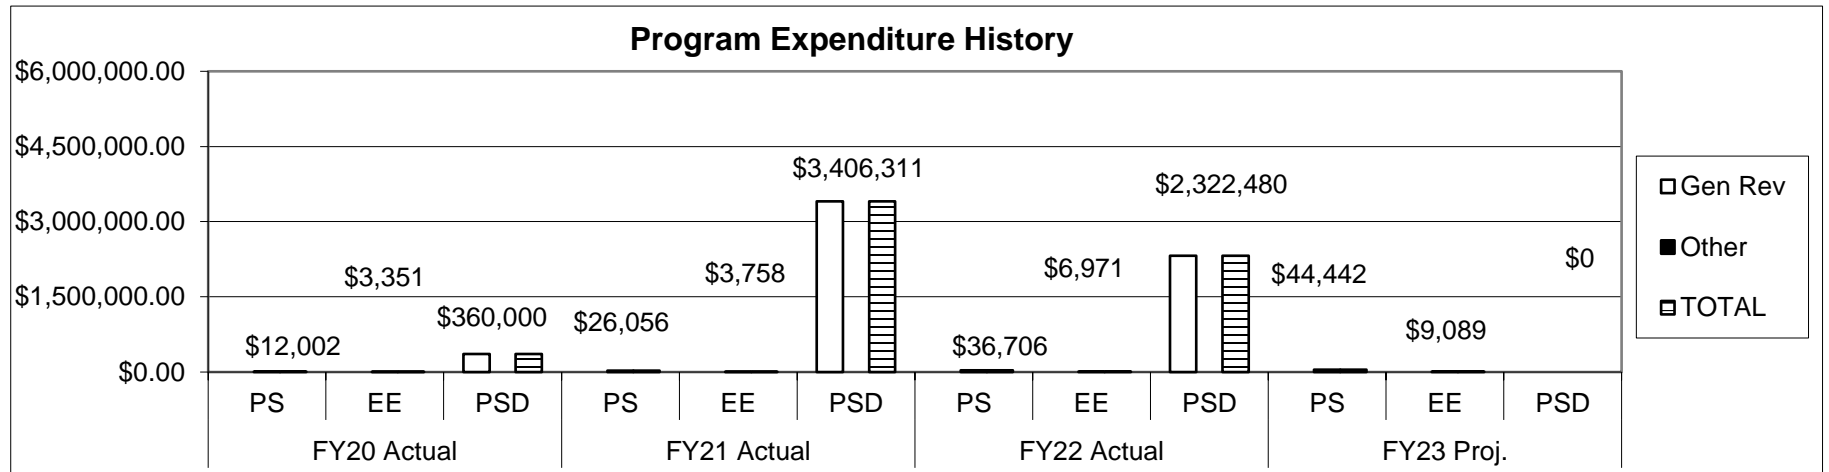 Program Expenditure History
$6,000,000.00
$4,500,000.00
$3,000,000.00
$1,500,000.00
$0.00
$12,002
$3,351
$360,000
$26,056
$3,758
$3,406,311
$36,706
$6,971
$2,322,480
$44,442
$9,089
$0
PS EE PSD PS EE PSD PS EE PSD PS EE PSD
FY20 Actual FY21 Actual FY22 Actual FY23 Proj.
Gen Rev
Other
TOTAL